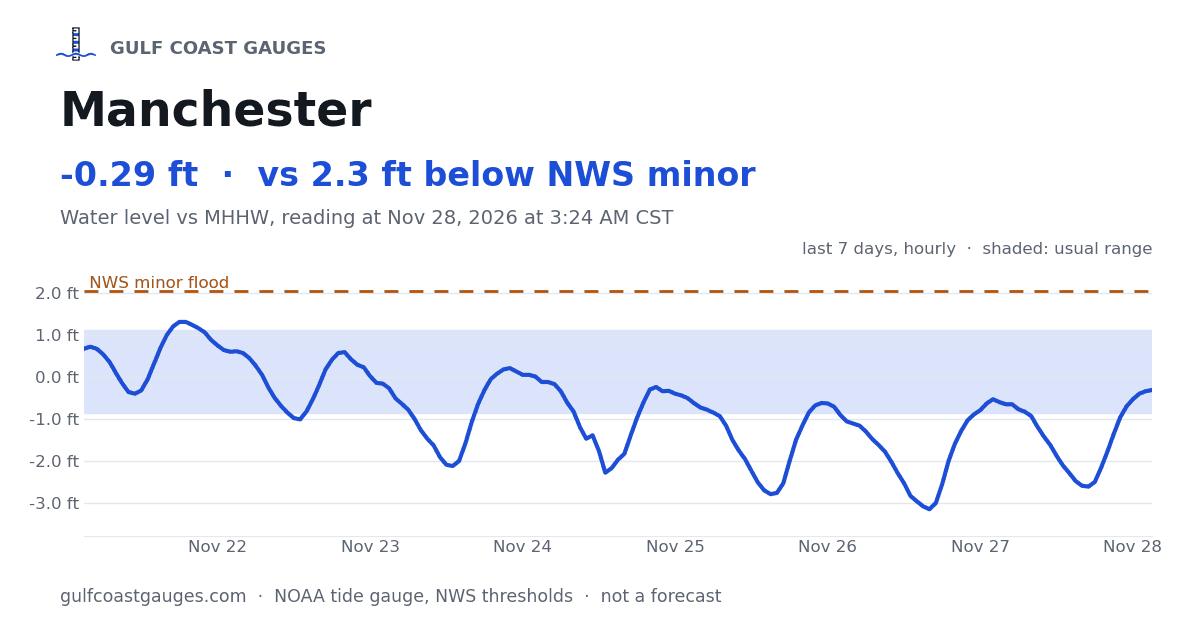 GULF COAST GAUGES
Manchester
-0.29 ft · vs 2.3 ft below NWS minor
Water level vs MHHW, reading at Nov 28, 2026 at 3:24 AM CST
last 7 days, hourly · shaded: usual range
NWS minor flood
2.0 ft
1.0 ft
0.0 ft
-1.0 ft
-2.0 ft
-3.0 ft
Nov 22 Nov 23 Nov 24 Nov 25 Nov 26 Nov 27 Nov 28
gulfcoastgauges.com · NOAA tide gauge, NWS thresholds · not a forecast